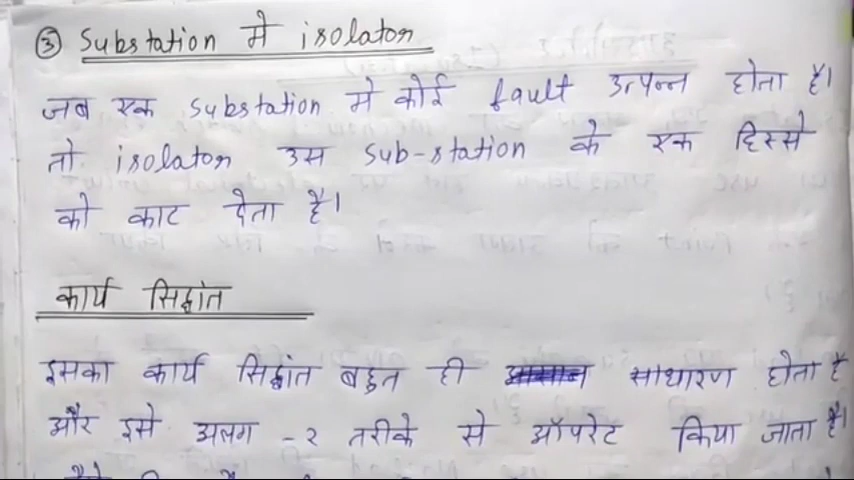 ③ Substation मे isolator
जब एक substation मे कोई fault उत्पन्न होता है।
तो isolator उस sub-station के एक हिस्से
को काट देता है।
कार्य सिद्धांत
इसका कार्य सिद्धांत बहुत ही साधारण होता है
और इसे अलग -२ तरीके से ऑपरेट किया जाता है।